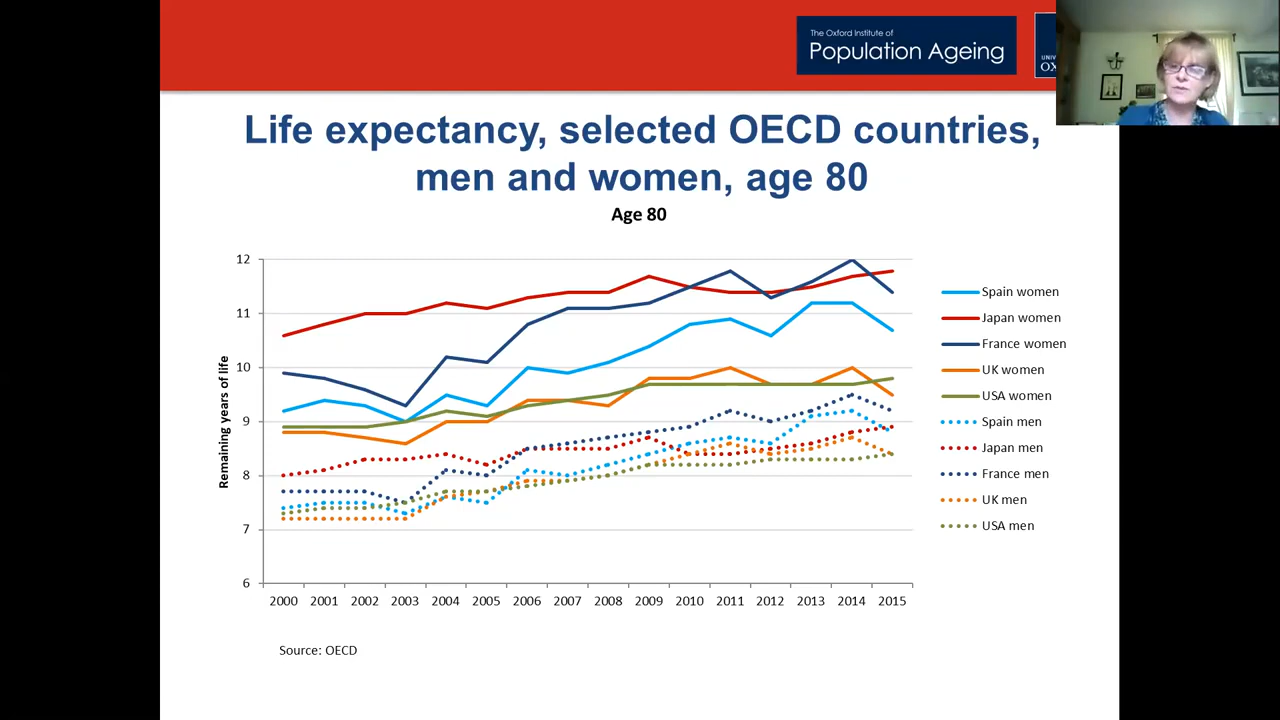 The Oxford Institute of
Population Ageing
Life expectancy, selected OECD countries,
men and women, age 80
Age 80
Remaining years of life
12
11
10
9
8
7
6
2000 2001 2002 2003 2004 2005 2006 2007 2008 2009 2010 2011 2012 2013 2014 2015
Spain women
Japan women
France women
UK women
USA women
Spain men
Japan men
France men
UK men
USA men
Source: OECD